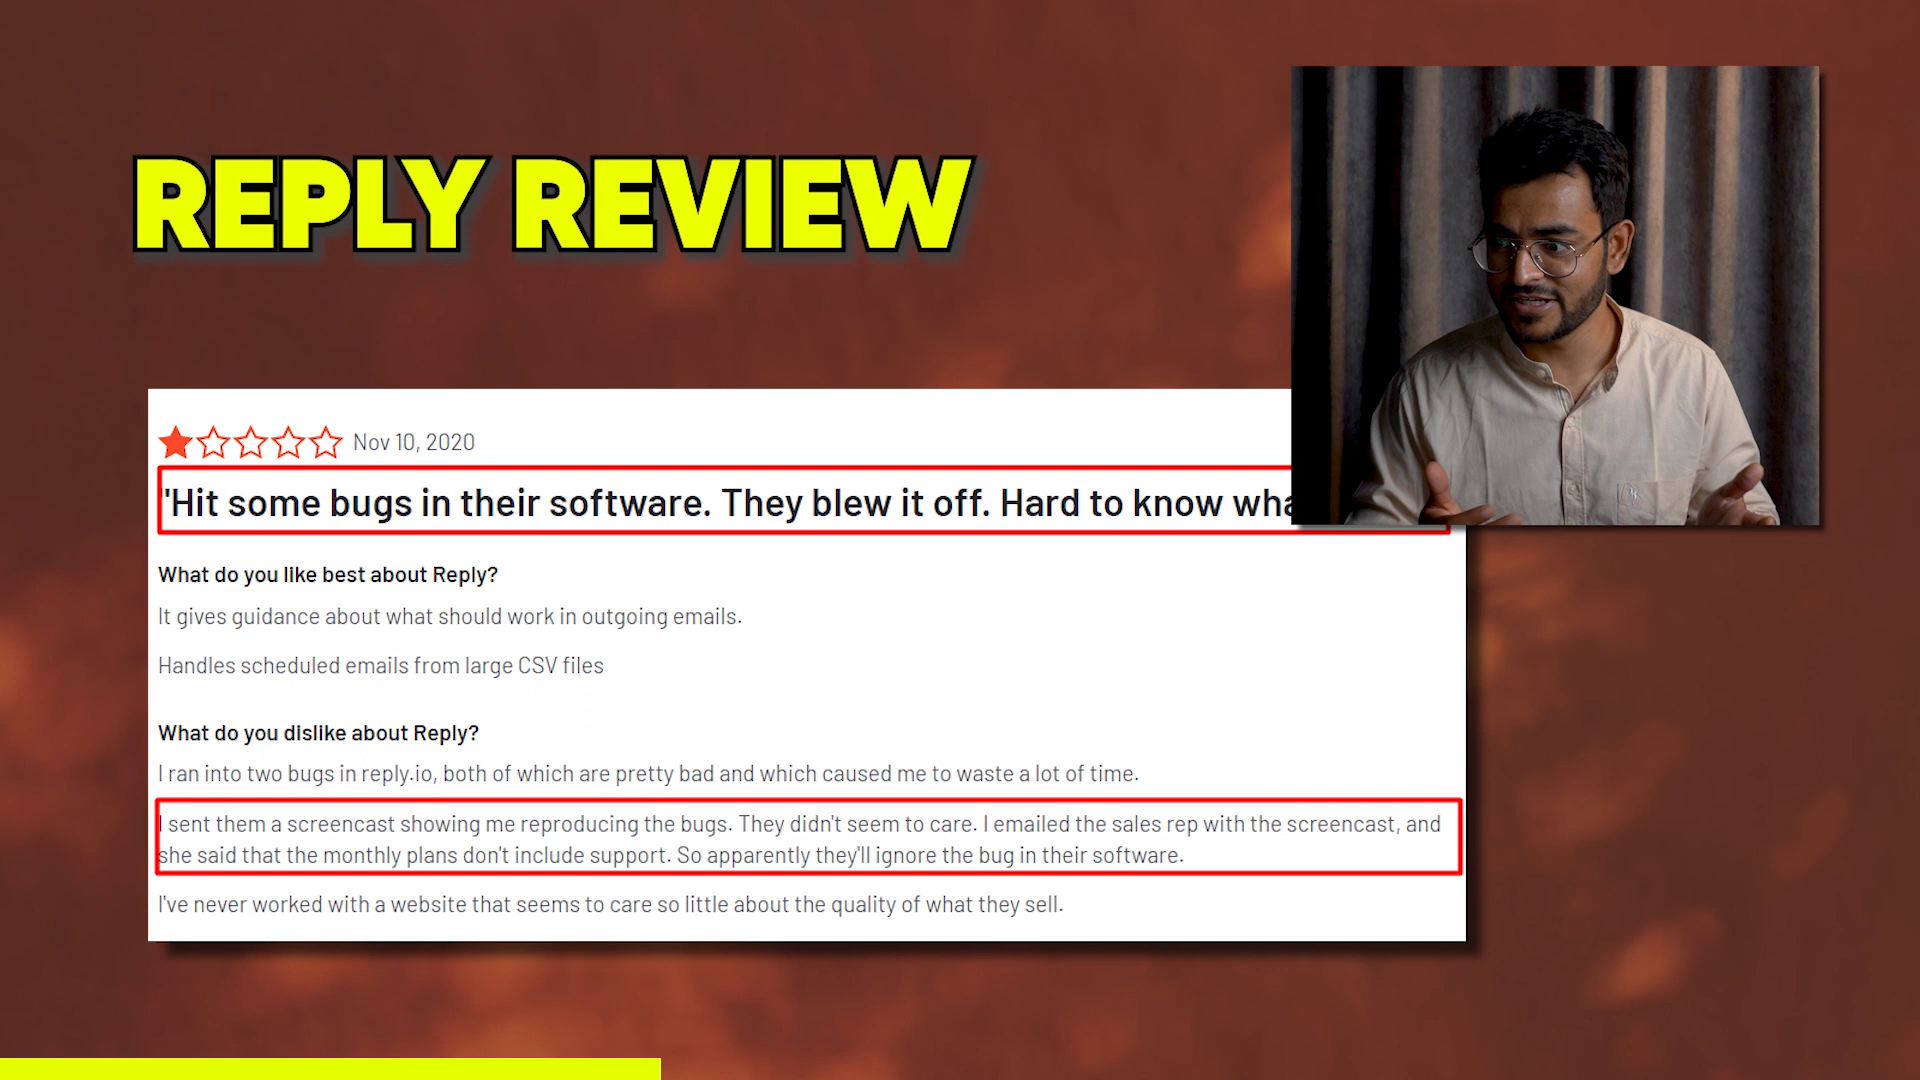 REPLY REVIEW
Nov 10, 2020
"Hit some bugs in their software. They blew it off. Hard to know
What do you like best about Reply?
It gives guidance about what should work in outgoing emails.
Handles scheduled emails from large CSV files
What do you dislike about Reply?
I ran into two bugs in reply.io, both of which are pretty bad and which caused me to waste a lot of time.
I sent them a screencast showing me reproducing the bugs. They didn't seem to care. I emailed the sales rep with the screencast, and
she said that the monthly plans don't include support. So apparently they'll ignore the bug in their software.
I've never worked with a website that seems to care so little about the quality of what they sell.